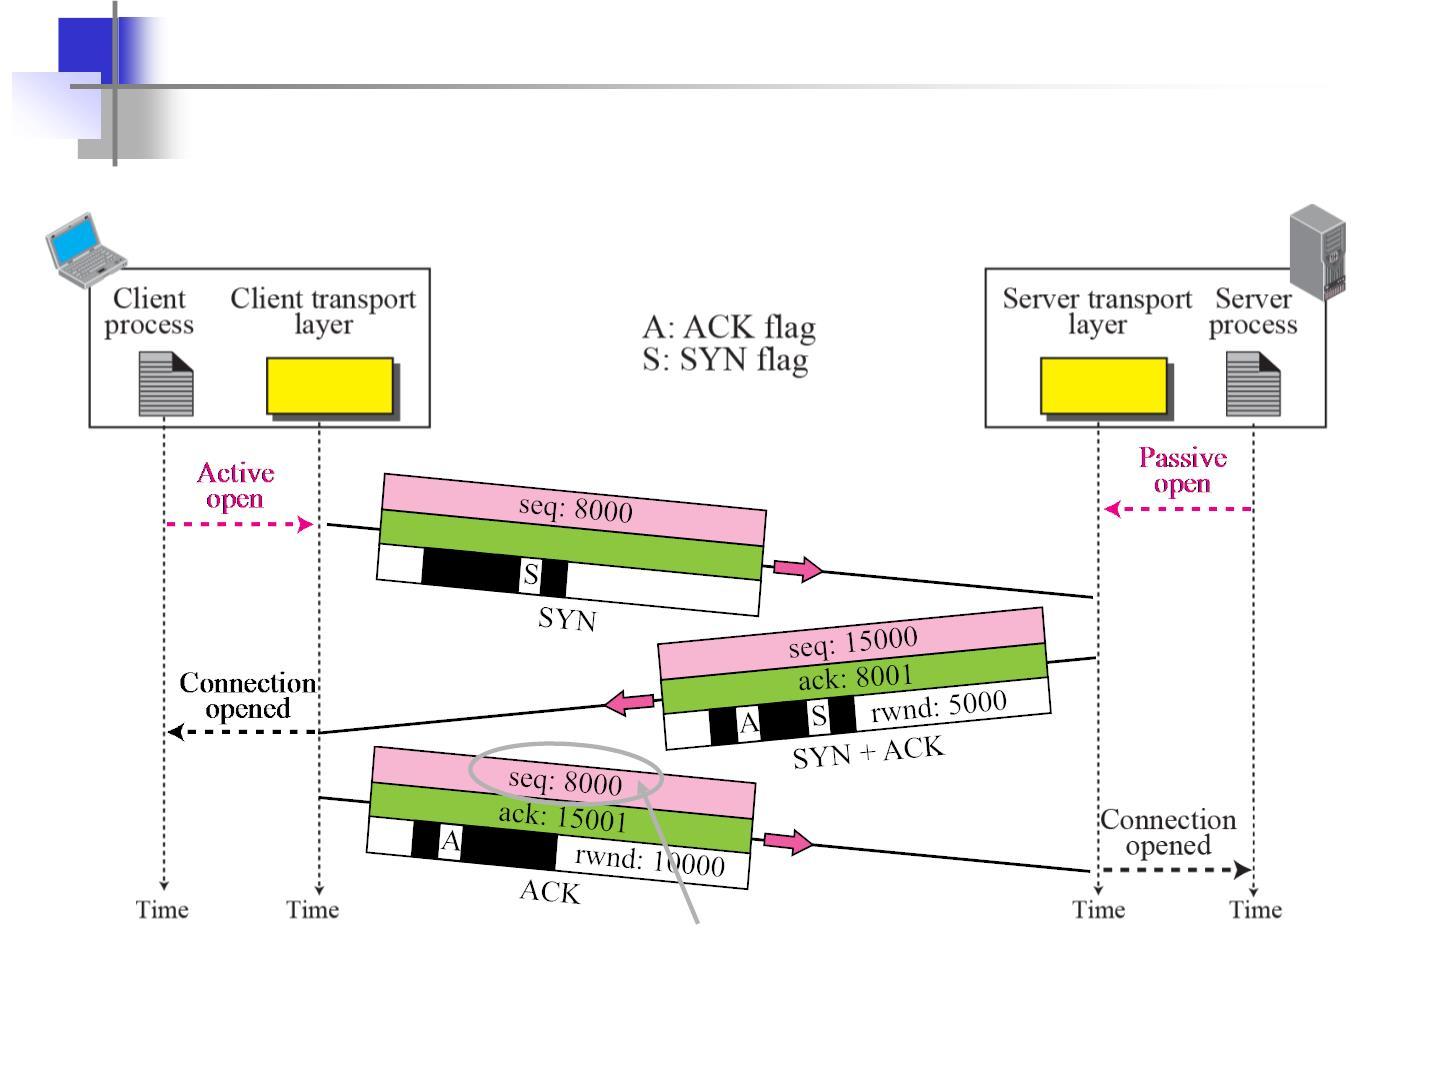 Client
process
Client transport
layer
A: ACK flag
S: SYN flag
Server transport
layer
Server
process
Active
open
Passive
open
seq: 8000
S
SYN
seq: 15000
ack: 8001
A
S
rwnd: 5000
SYN + ACK
Connection
opened
seq: 8000
ack: 15001
A
rwnd: 10000
ACK
Connection
opened
Time
Time
Time
Time